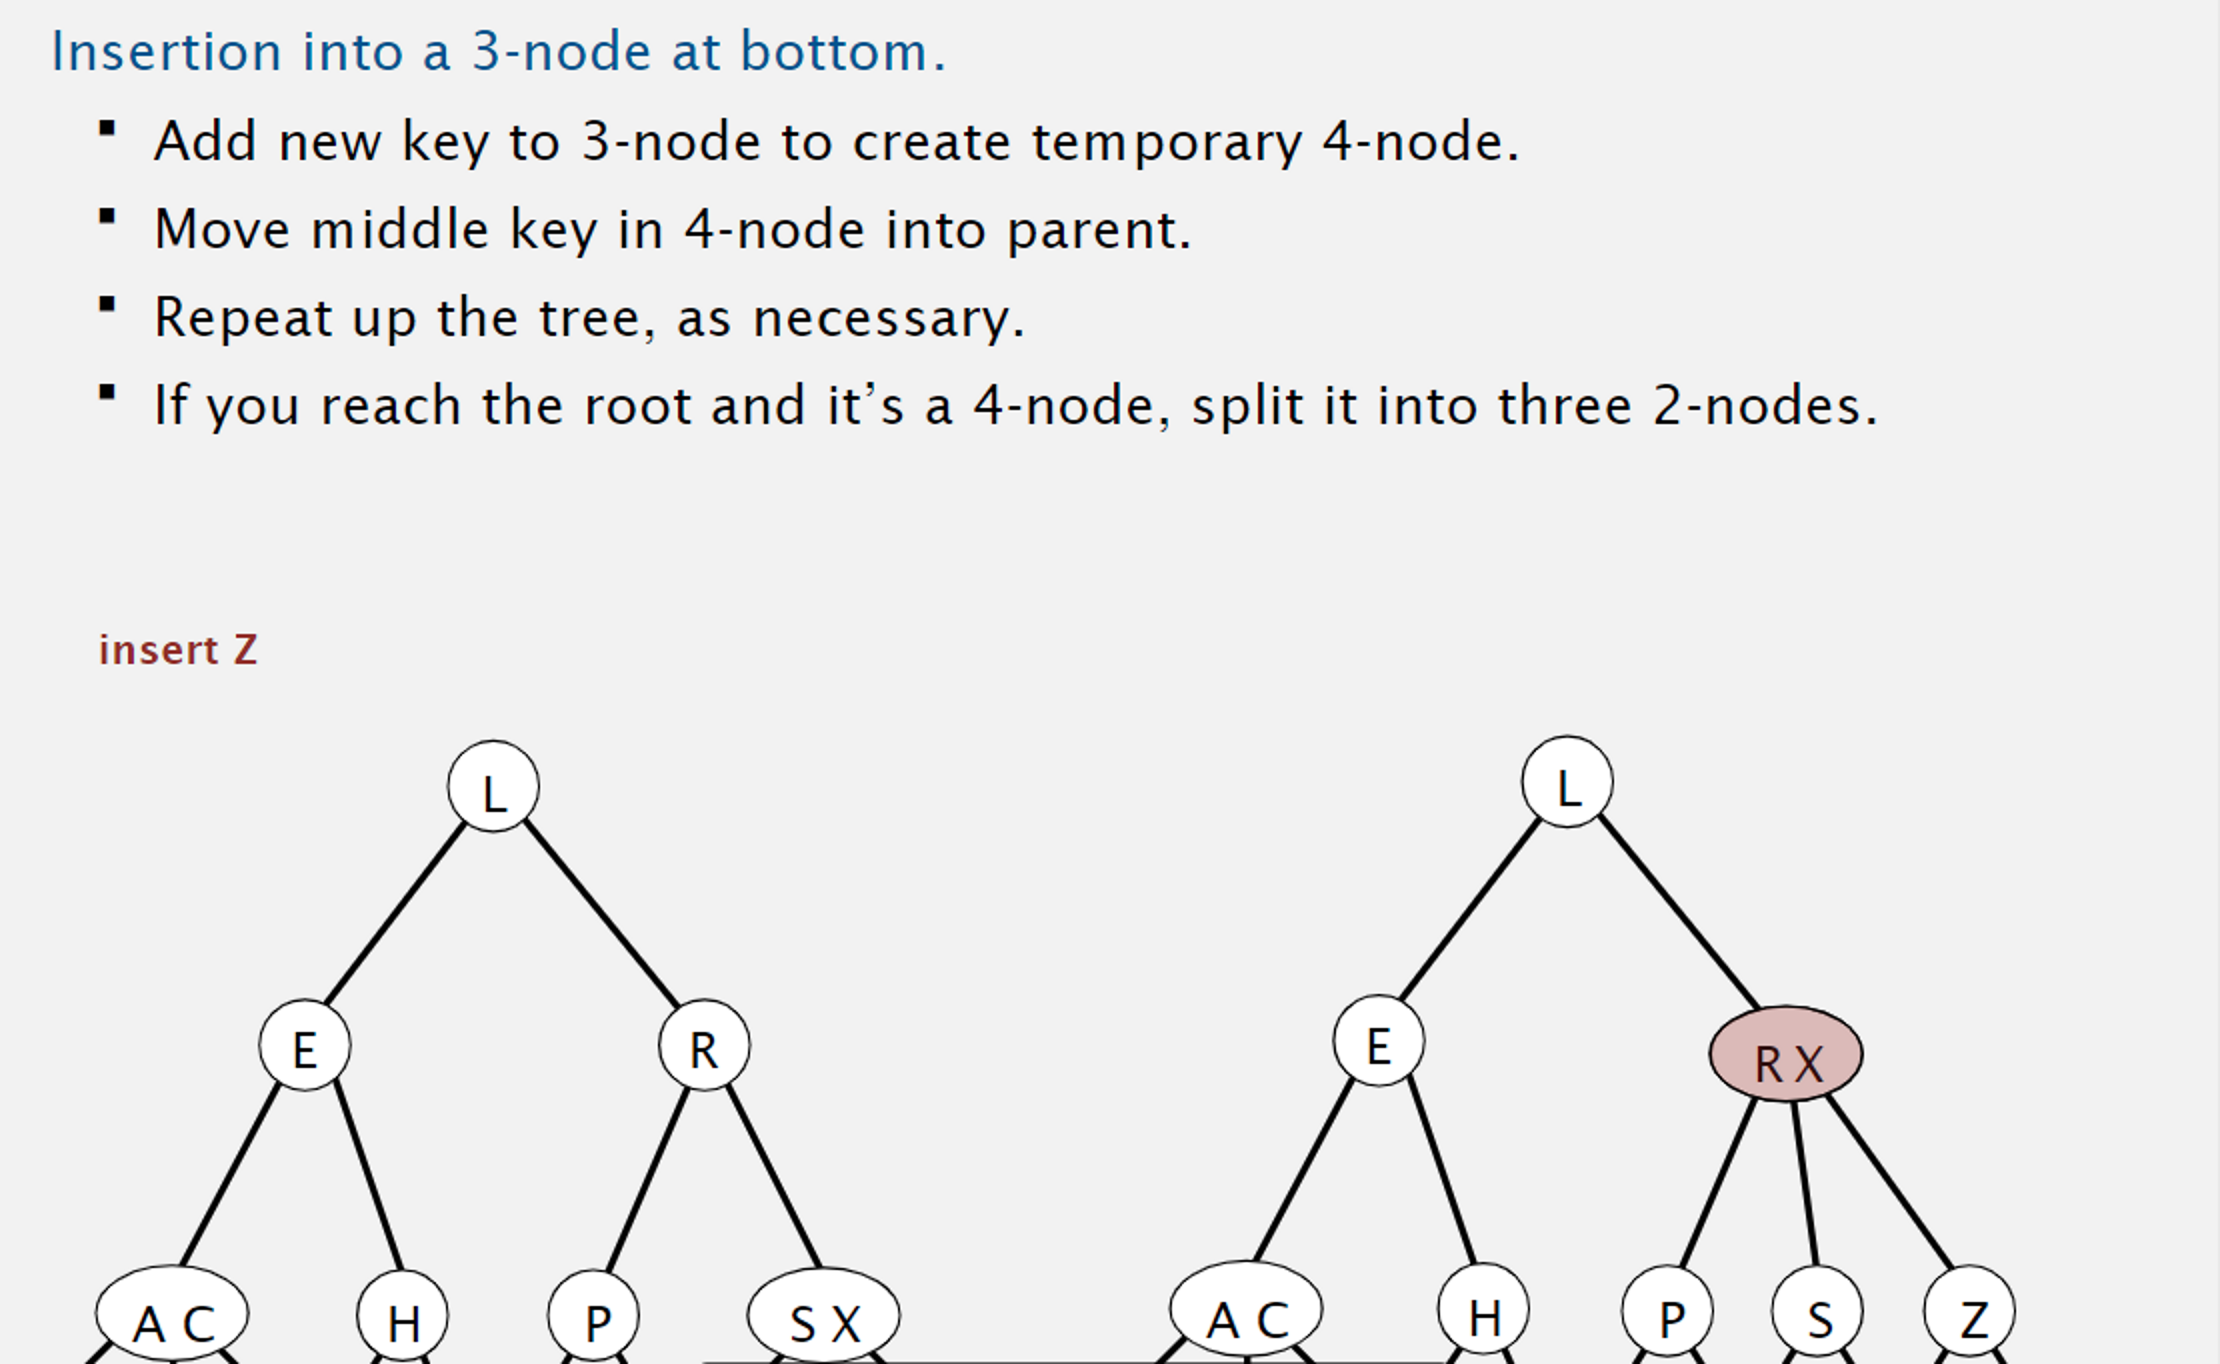 Insertion into a 3-node at bottom.
▪ Add new key to 3-node to create temporary 4-node.
▪ Move middle key in 4-node into parent.
▪ Repeat up the tree, as necessary.
▪ If you reach the root and it’s a 4-node, split it into three 2-nodes.
insert Z
L
L
E
R
E
R X
A C
H
P
S X
A C
H
P
S
Z